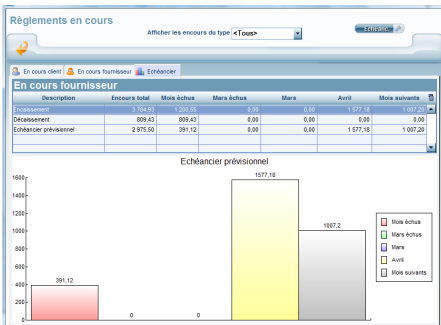 Règlements en cours
Afficher les encours du type <Tous>
En cours client En cours fournisseur Echéancier
En cours fournisseur
Description Encours total Mois échus Mars échus Mars Avril Mois suivants
Encaissement 3 784,93 1 200,55 0,00 0,00 1 577,18 1 007,20
Décaissement 809,43 809,43 0,00 0,00 0,00 0,00
Echéancier prévisionnel 2 975,50 391,12 0,00 0,00 1 577,18 1 007,20
Echéancier prévisionnel
1600
1400
1200
1000
800
600
400
200
0
391,12
0
0
1577,18
1007,2
Mois échus
Mars échus
Mars
Avril
Mois suivants